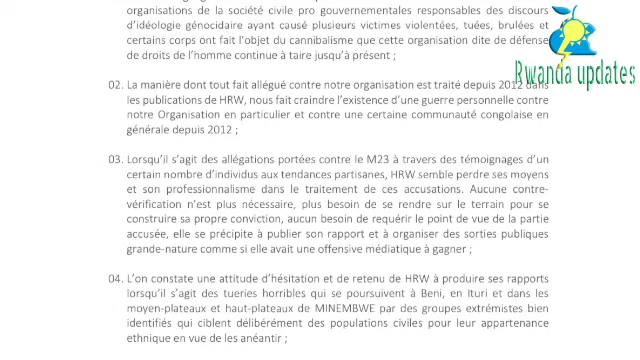 organisations de la société civile pro gouvernementales responsables des discours
d'idéologie génocidaire ayant causé plusieurs victimes violentées, tuées, brulées et
certains corps ont fait l'objet du cannibalisme que cette organisation dite de défense
de droits de l'homme continue à taire jusqu'à présent ;
Rwanda updates
02. La manière dont tout fait allégué contre notre organisation est traité depuis 2012 dans
les publications de HRW, nous fait craindre l'existence d'une guerre personnelle contre
notre Organisation en particulier et contre une certaine communauté congolaise en
générale depuis 2012 ;
03. Lorsqu'il s'agit des allégations portées contre le M23 à travers des témoignages d'un
certain nombre d'individus aux tendances partisanes, HRW semble perdre ses moyens
et son professionnalisme dans le traitement de ces accusations. Aucune contre-
vérification n'est plus nécessaire, plus besoin de se rendre sur le terrain pour se
construire sa propre conviction, aucun besoin de requérir le point de vue de la partie
accusée, elle se précipite à publier son rapport et à organiser des sorties publiques
grande-nature comme si elle avait une offensive médiatique à gagner ;
04. L'on constate une attitude d'hésitation et de retenu de HRW à produire ses rapports
lorsqu'il s'agit des tueries horribles qui se poursuivent à Beni, en Ituri et dans les
moyen-plateaux et haut-plateaux de MINEMBWE par des groupes extrémistes bien
identifiés qui ciblent délibérément des populations civiles pour leur appartenance
ethnique en vue de les anéantir ;